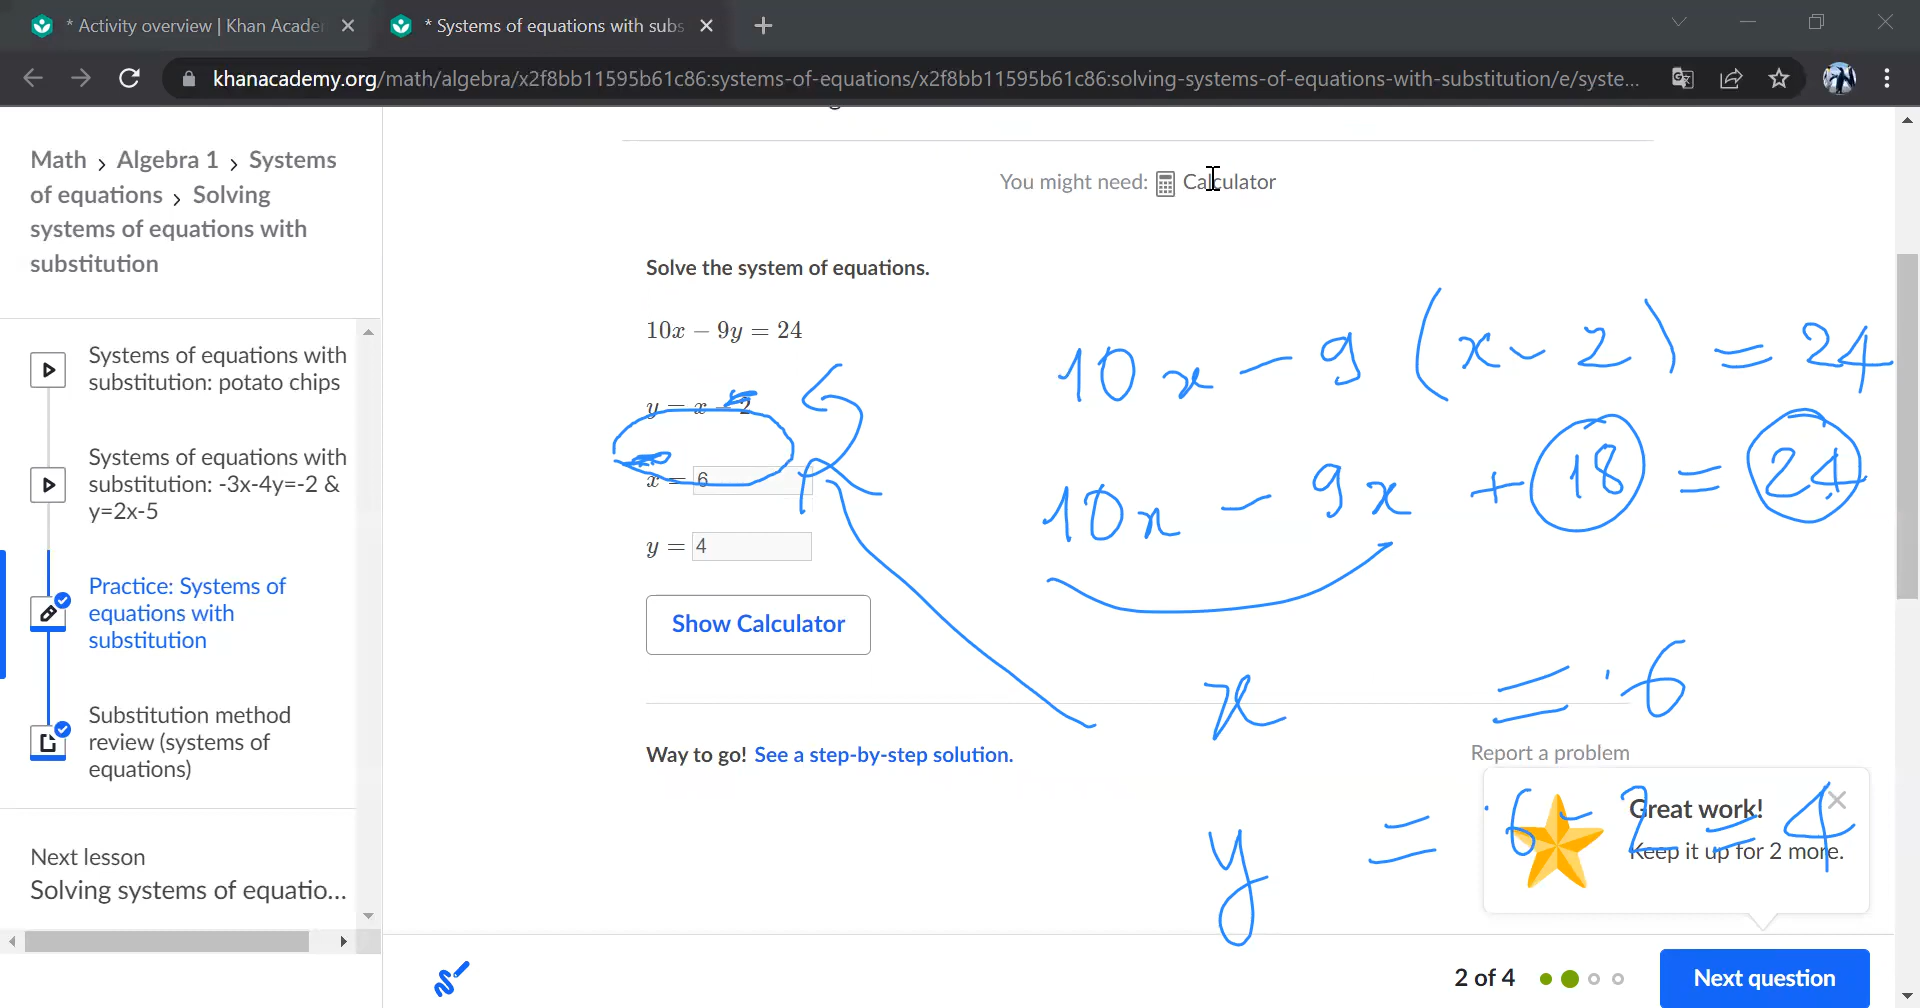 * Activity overview | Khan Acade
* Systems of equations with subs
khanacademy.org/math/algebra/x2f8bb11595b61c86:systems-of-equations/x2f8bb11595b61c86:solving-systems-of-equations-with-substitution/e/syste...
Math > Algebra 1 > Systems
of equations > Solving
systems of equations with
substitution
Systems of equations with
substitution: potato chips
Systems of equations with
substitution: -3x-4y=-2 &
y=2x-5
Practice: Systems of
equations with
substitution
Substitution method
review (systems of
equations)
Next lesson
Solving systems of equatio...
You might need: Calculator
Solve the system of equations.
10x − 9y = 24
y = x − 2
x = 6
y = 4
Show Calculator
10x - 9 (x - 2) = 24
10x - 9x + 18 = 24
x = 6
y = 6 - 2 = 4
Way to go! See a step-by-step solution.
Report a problem
Great work!
Keep it up for 2 more.
2 of 4
Next question